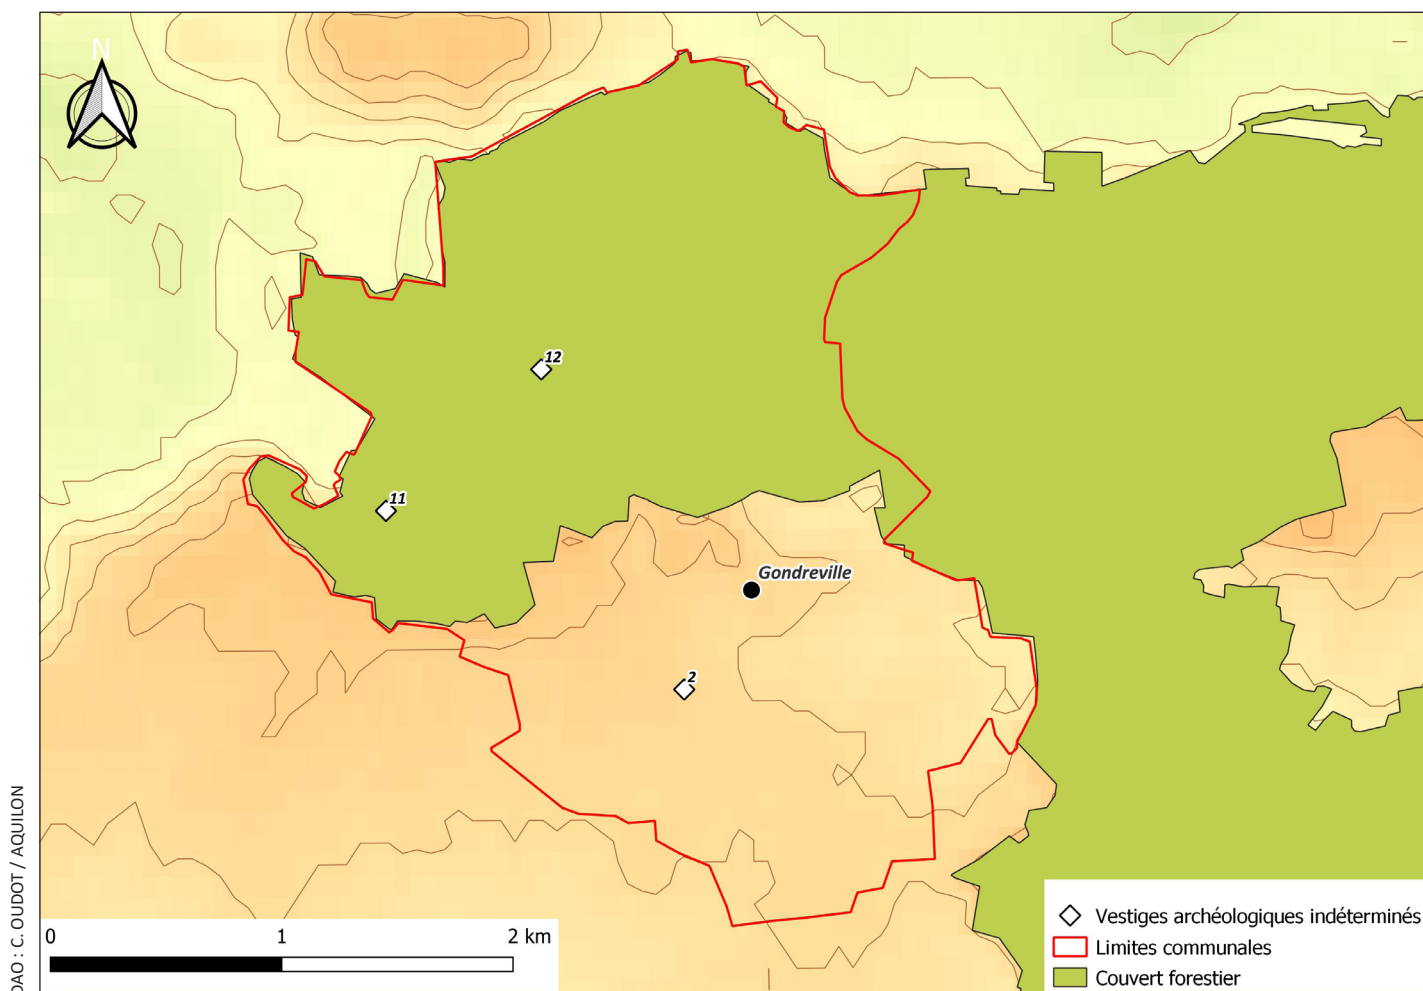 N
12
11
Gondreville
2
0 1 2 km
Vestiges archéologiques indéterminés
Limites communales
Couvert forestier
DAO : C. OUDOT / AQUILON